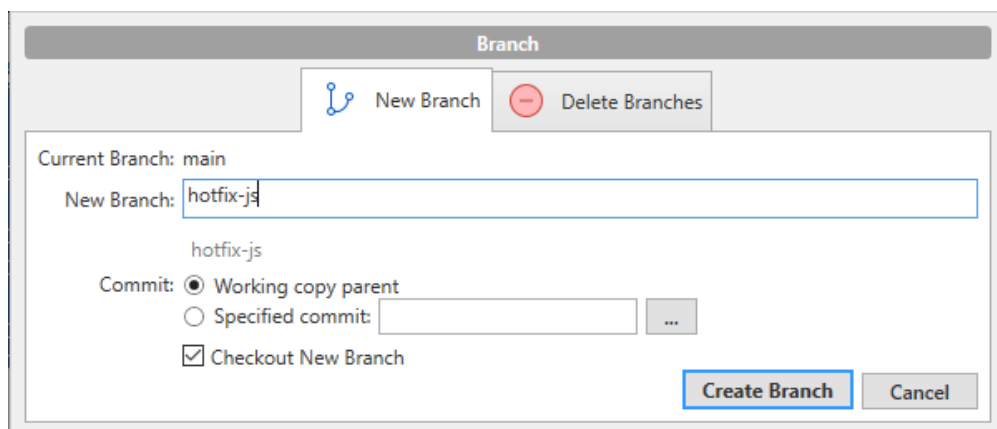 Branch
New Branch
Delete Branches
Current Branch: main
New Branch: hotfix-js
hotfix-js
Commit: Working copy parent
Specified commit: ...
Checkout New Branch
Create Branch Cancel